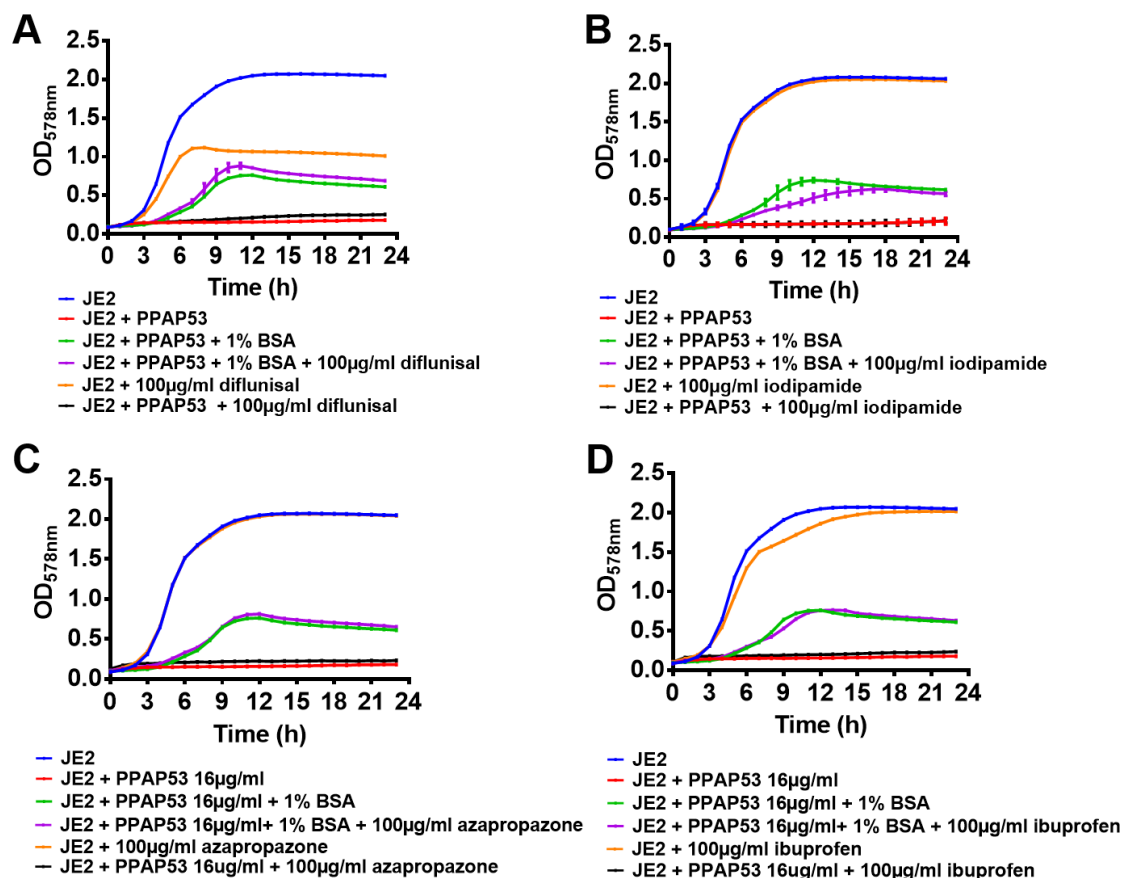 A
2.5
2.0
1.5
1.0
0.5
0.0
OD578nm
0 3 6 9 12 15 18 21 24
Time (h)
JE2
JE2 + PPAP53
JE2 + PPAP53 + 1% BSA
JE2 + PPAP53 + 1% BSA + 100µg/ml diflunisal
JE2 + 100µg/ml diflunisal
JE2 + PPAP53 + 100µg/ml diflunisal
B
2.5
2.0
1.5
1.0
0.5
0.0
OD578nm
0 3 6 9 12 15 18 21 24
Time (h)
JE2
JE2 + PPAP53
JE2 + PPAP53 + 1% BSA
JE2 + PPAP53 + 1% BSA + 100µg/ml iodipamide
JE2 + 100µg/ml iodipamide
JE2 + PPAP53 + 100µg/ml iodipamide
C
2.5
2.0
1.5
1.0
0.5
0.0
OD578nm
0 3 6 9 12 15 18 21 24
Time (h)
JE2
JE2 + PPAP53 16µg/ml
JE2 + PPAP53 16µg/ml + 1% BSA
JE2 + PPAP53 16µg/ml+ 1% BSA + 100µg/ml azapropazone
JE2 + 100µg/ml azapropazone
JE2 + PPAP53 16ug/ml + 100µg/ml azapropazone
D
2.5
2.0
1.5
1.0
0.5
0.0
OD578nm
0 3 6 9 12 15 18 21 24
Time (h)
JE2
JE2 + PPAP53 16µg/ml
JE2 + PPAP53 16µg/ml + 1% BSA
JE2 + PPAP53 16µg/ml+ 1% BSA + 100µg/ml ibuprofen
JE2 + 100µg/ml ibuprofen
JE2 + PPAP53 16ug/ml + 100µg/ml ibuprofen